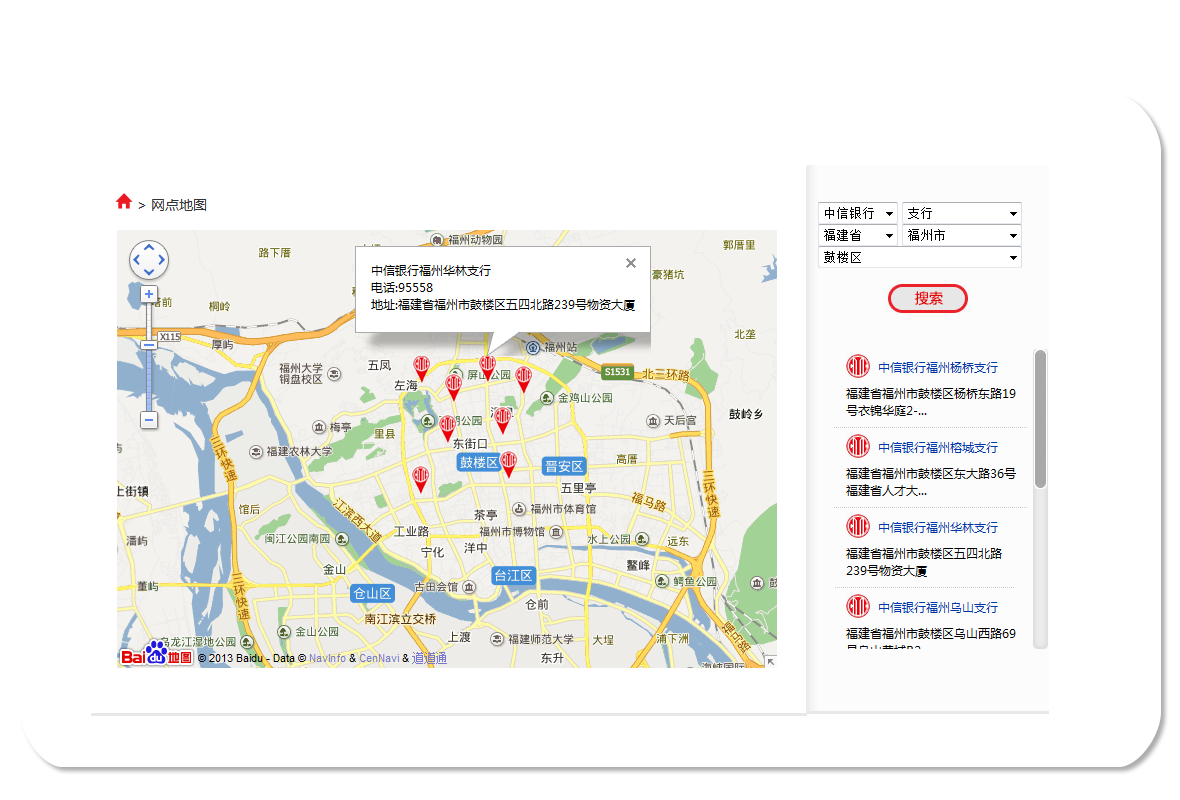 > 网点地图
中信银行
支行
福建省
福州市
鼓楼区
搜索
中信银行福州华林支行
电话:95558
地址:福建省福州市鼓楼区五四北路239号物资大厦
中信银行福州杨桥支行
福建省福州市鼓楼区杨桥东路19
号衣锦华庭2-...
中信银行福州榕城支行
福建省福州市鼓楼区东大路36号
福建省人才大...
中信银行福州华林支行
福建省福州市鼓楼区五四北路
239号物资大厦
中信银行福州乌山支行
福建省福州市鼓楼区乌山西路69
福州动物园
路下厝
郭厝里
豪猪坑
桐岭
X115
厚屿
北垄
福州站
五凤
福州大学
铜盘校区
屏山公园
S1531
北三环路
左海
金鸡山公园
鼓岭乡
天后宫
梅亭
里县
东街口
福建农林大学
三环快速
鼓楼区
晋安区
高厝
三环快速
上街镇
五里亭
福马路
馆后
江滨西大道
茶亭
福州市体育馆
工业路
福州市博物馆
潘屿
闽江公园南园
水上公园
远东
洋中
宁化
金山
鳌峰
台江区
董屿
三环快速
仓山区
古田会馆
鳄鱼公园
仓前
南江滨立交桥
金山公园
福马路
上渡
福建师范大学
大埕
浦下洲
乌龙江湿地公园
东升
Bai 地图
© 2013 Baidu - Data © NavInfo & CenNavi & 道道通